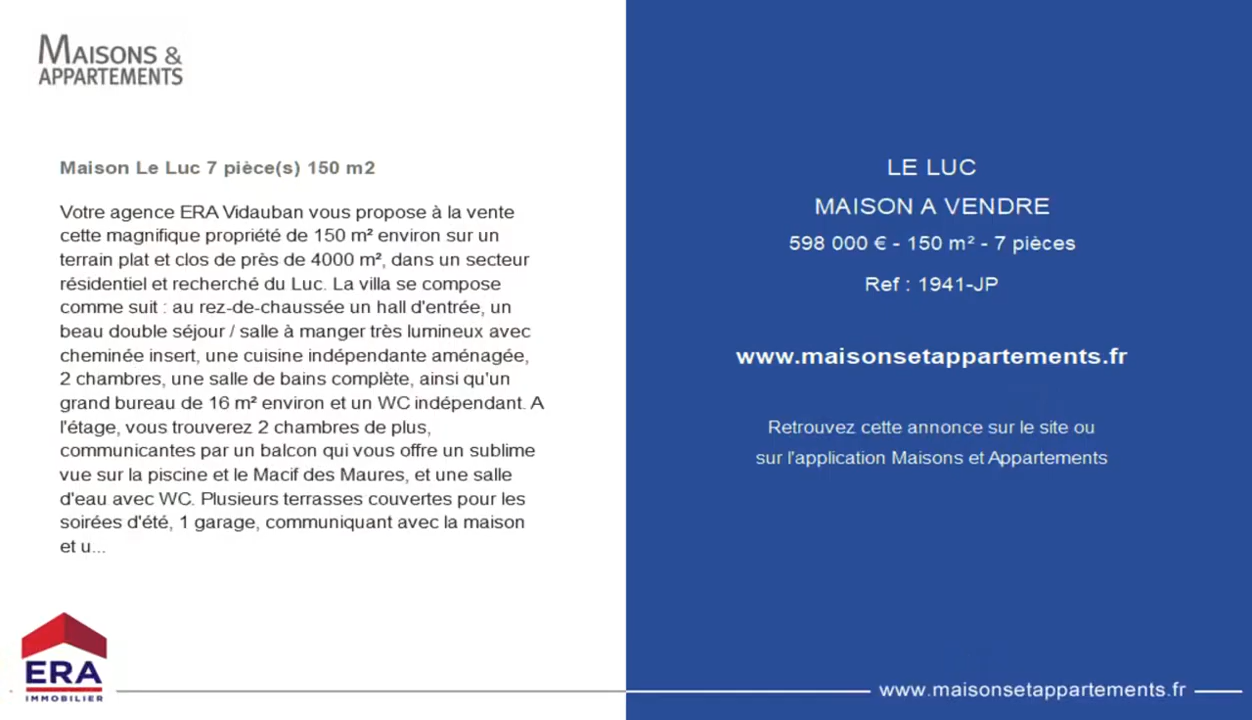 MAISONS &
APPARTEMENTS
Maison Le Luc 7 pièce(s) 150 m2
Votre agence ERA Vidauban vous propose à la vente
cette magnifique propriété de 150 m² environ sur un
terrain plat et clos de près de 4000 m², dans un secteur
résidentiel et recherché du Luc. La villa se compose
comme suit : au rez-de-chaussée un hall d'entrée, un
beau double séjour / salle à manger très lumineux avec
cheminée insert, une cuisine indépendante aménagée,
2 chambres, une salle de bains complète, ainsi qu'un
grand bureau de 16 m² environ et un WC indépendant. A
l'étage, vous trouverez 2 chambres de plus,
communicantes par un balcon qui vous offre un sublime
vue sur la piscine et le Macif des Maures, et une salle
d'eau avec WC. Plusieurs terrasses couvertes pour les
soirées d'été, 1 garage, communiquant avec la maison
et u...
ERA
IMMOBILIER
LE LUC
MAISON A VENDRE
598 000 € - 150 m² - 7 pièces
Ref : 1941-JP
www.maisonsetappartements.fr
Retrouvez cette annonce sur le site ou
sur l'application Maisons et Appartements
www.maisonsetappartements.fr